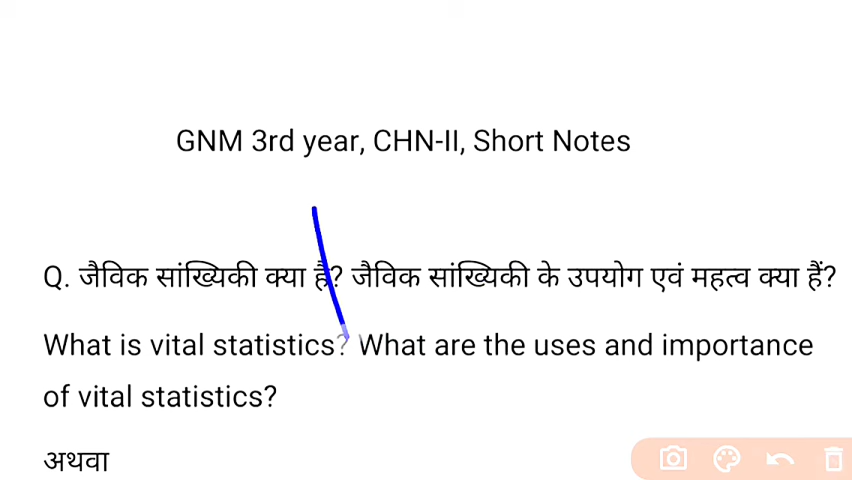 GNM 3rd year, CHN-II, Short Notes
Q. जैविक सांख्यिकी क्या है? जैविक सांख्यिकी के उपयोग एवं महत्व क्या हैं?
What is vital statistics? What are the uses and importance
of vital statistics?
अथवा